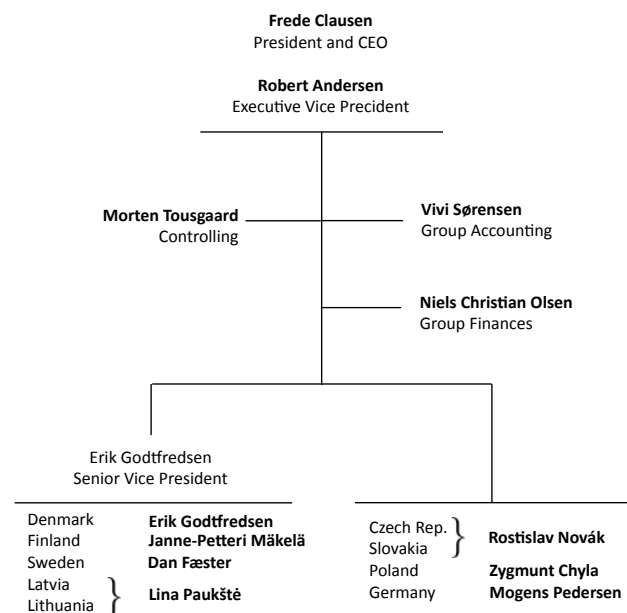 Frede Clausen
President and CEO
Robert Andersen
Executive Vice Precident
Morten Tousgaard
Controlling
Vivi Sørensen
Group Accounting
Niels Christian Olsen
Group Finances
Erik Godtfredsen
Senior Vice President
Denmark Erik Godtfredsen
Finland Janne-Petteri Mäkelä
Sweden Dan Fæster
Latvia
Lithuania
Lina Paukštė
Czech Rep.
Slovakia
Rostislav Novák
Poland Zygmunt Chyla
Germany Mogens Pedersen